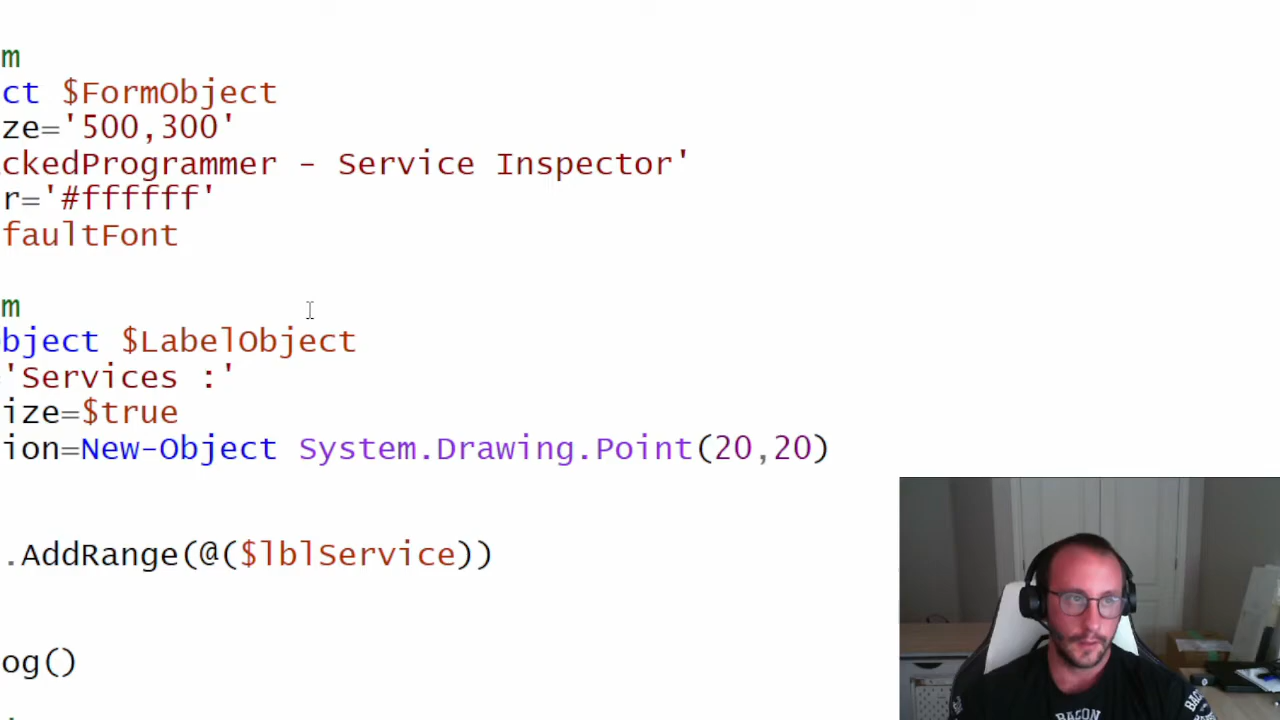 m
ct $FormObject
ze='500,300'
ckedProgrammer - Service Inspector'
r='#ffffff'
faultFont
m
bject $LabelObject
'Services :'
ize=$true
ion=New-Object System.Drawing.Point(20,20)
.AddRange(@($lblService))
og()
BACON